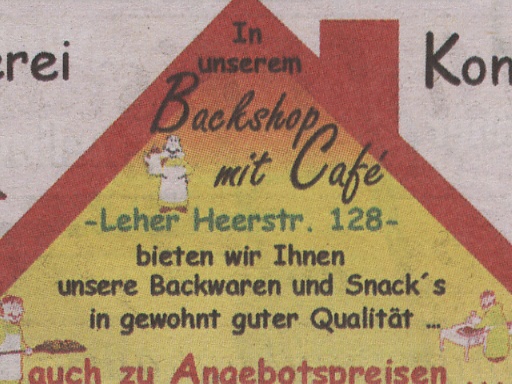 In
unserem
erei Kon
Backshop
mit Café
-Leher Heerstr. 128-
bieten wir Ihnen
unsere Backwaren und Snack´s
in gewohnt guter Qualität ...
auch zu Angebotspreisen ...